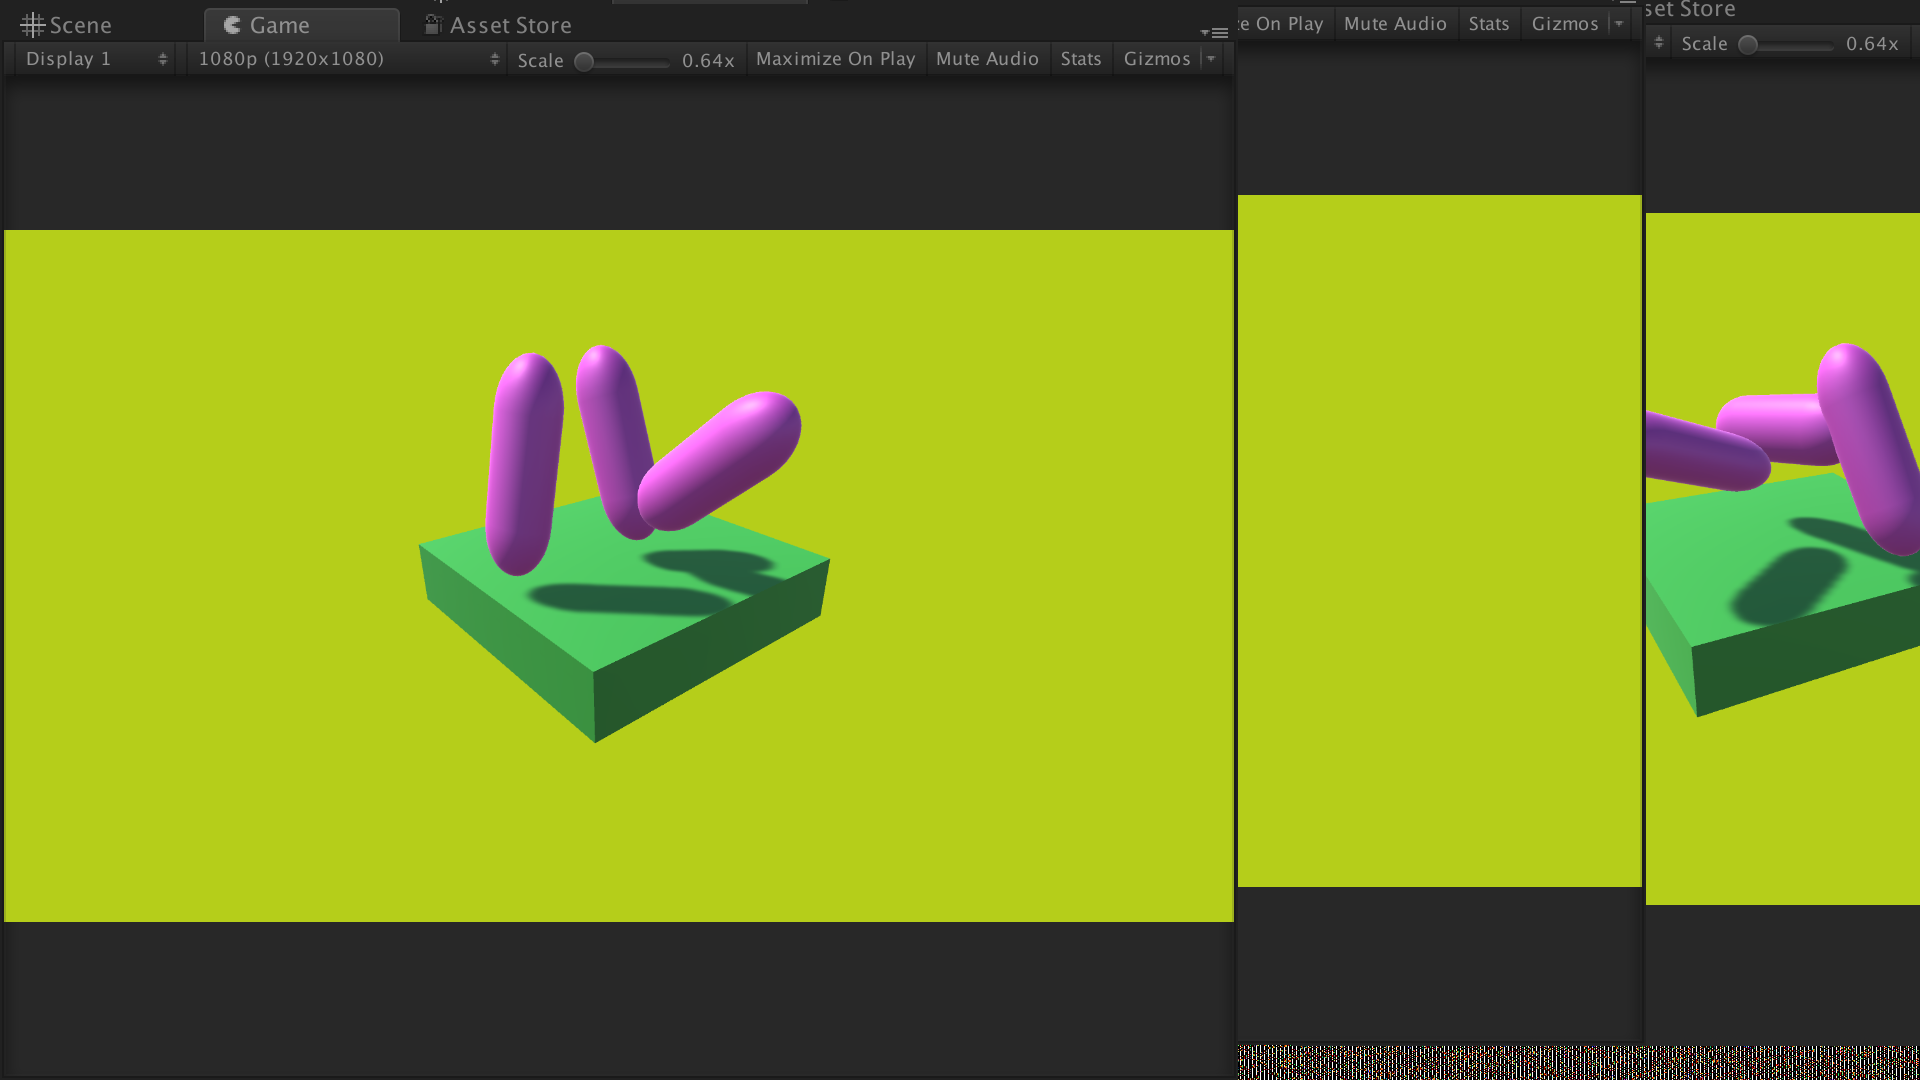 Scene Game Asset Store
Display 1 1080p (1920x1080) Scale 0.64x Maximize On Play Mute Audio Stats Gizmos
On Play Mute Audio Stats Gizmos
Store
Scale 0.64x